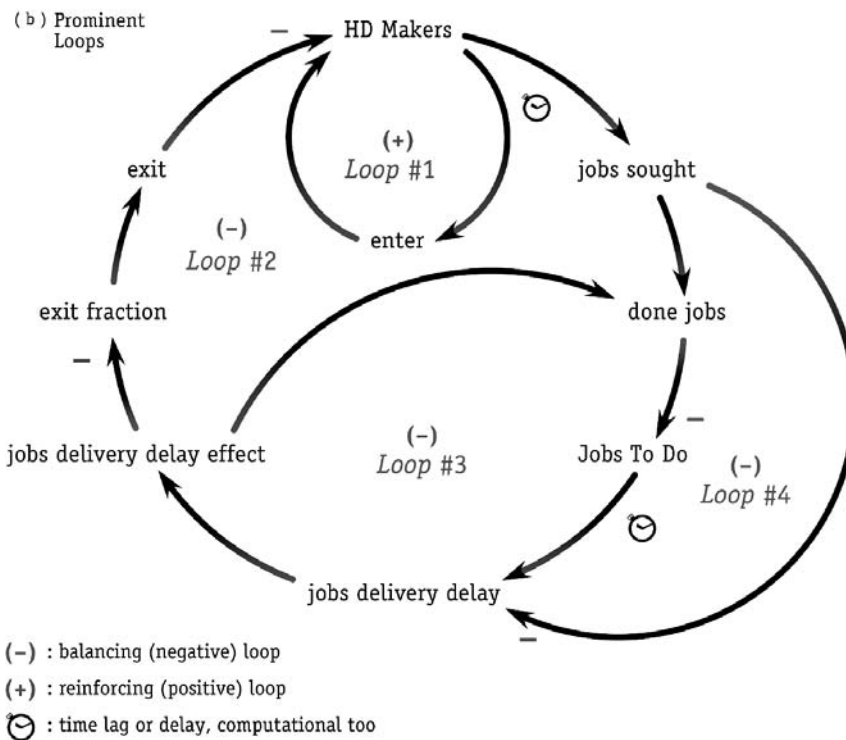 (b) Prominent
Loops
–
HD Makers
(+)
Loop #1
exit
jobs sought
enter
(–)
Loop #2
exit fraction
done jobs
–
–
jobs delivery delay effect
(–)
Loop #3
Jobs To Do
(–)
Loop #4
jobs delivery delay
–
(–) : balancing (negative) loop
(+) : reinforcing (positive) loop
: time lag or delay, computational too